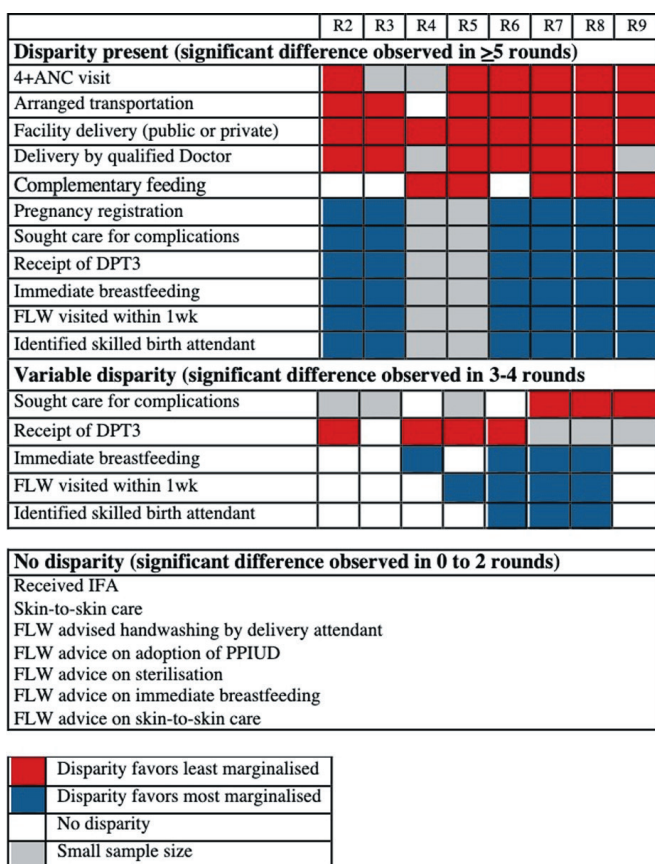 R2 R3 R4 R5 R6 R7 R8 R9
Disparity present (significant difference observed in ≥5 rounds)
4+ANC visit
Arranged transportation
Facility delivery (public or private)
Delivery by qualified Doctor
Complementary feeding
Pregnancy registration
Sought care for complications
Receipt of DPT3
Immediate breastfeeding
FLW visited within 1wk
Identified skilled birth attendant
Variable disparity (significant difference observed in 3-4 rounds
Sought care for complications
Receipt of DPT3
Immediate breastfeeding
FLW visited within 1wk
Identified skilled birth attendant
No disparity (significant difference observed in 0 to 2 rounds)
Received IFA
Skin-to-skin care
FLW advised handwashing by delivery attendant
FLW advice on adoption of PPIUD
FLW advice on sterilisation
FLW advice on immediate breastfeeding
FLW advice on skin-to-skin care
Disparity favors least marginalised
Disparity favors most marginalised
No disparity
Small sample size